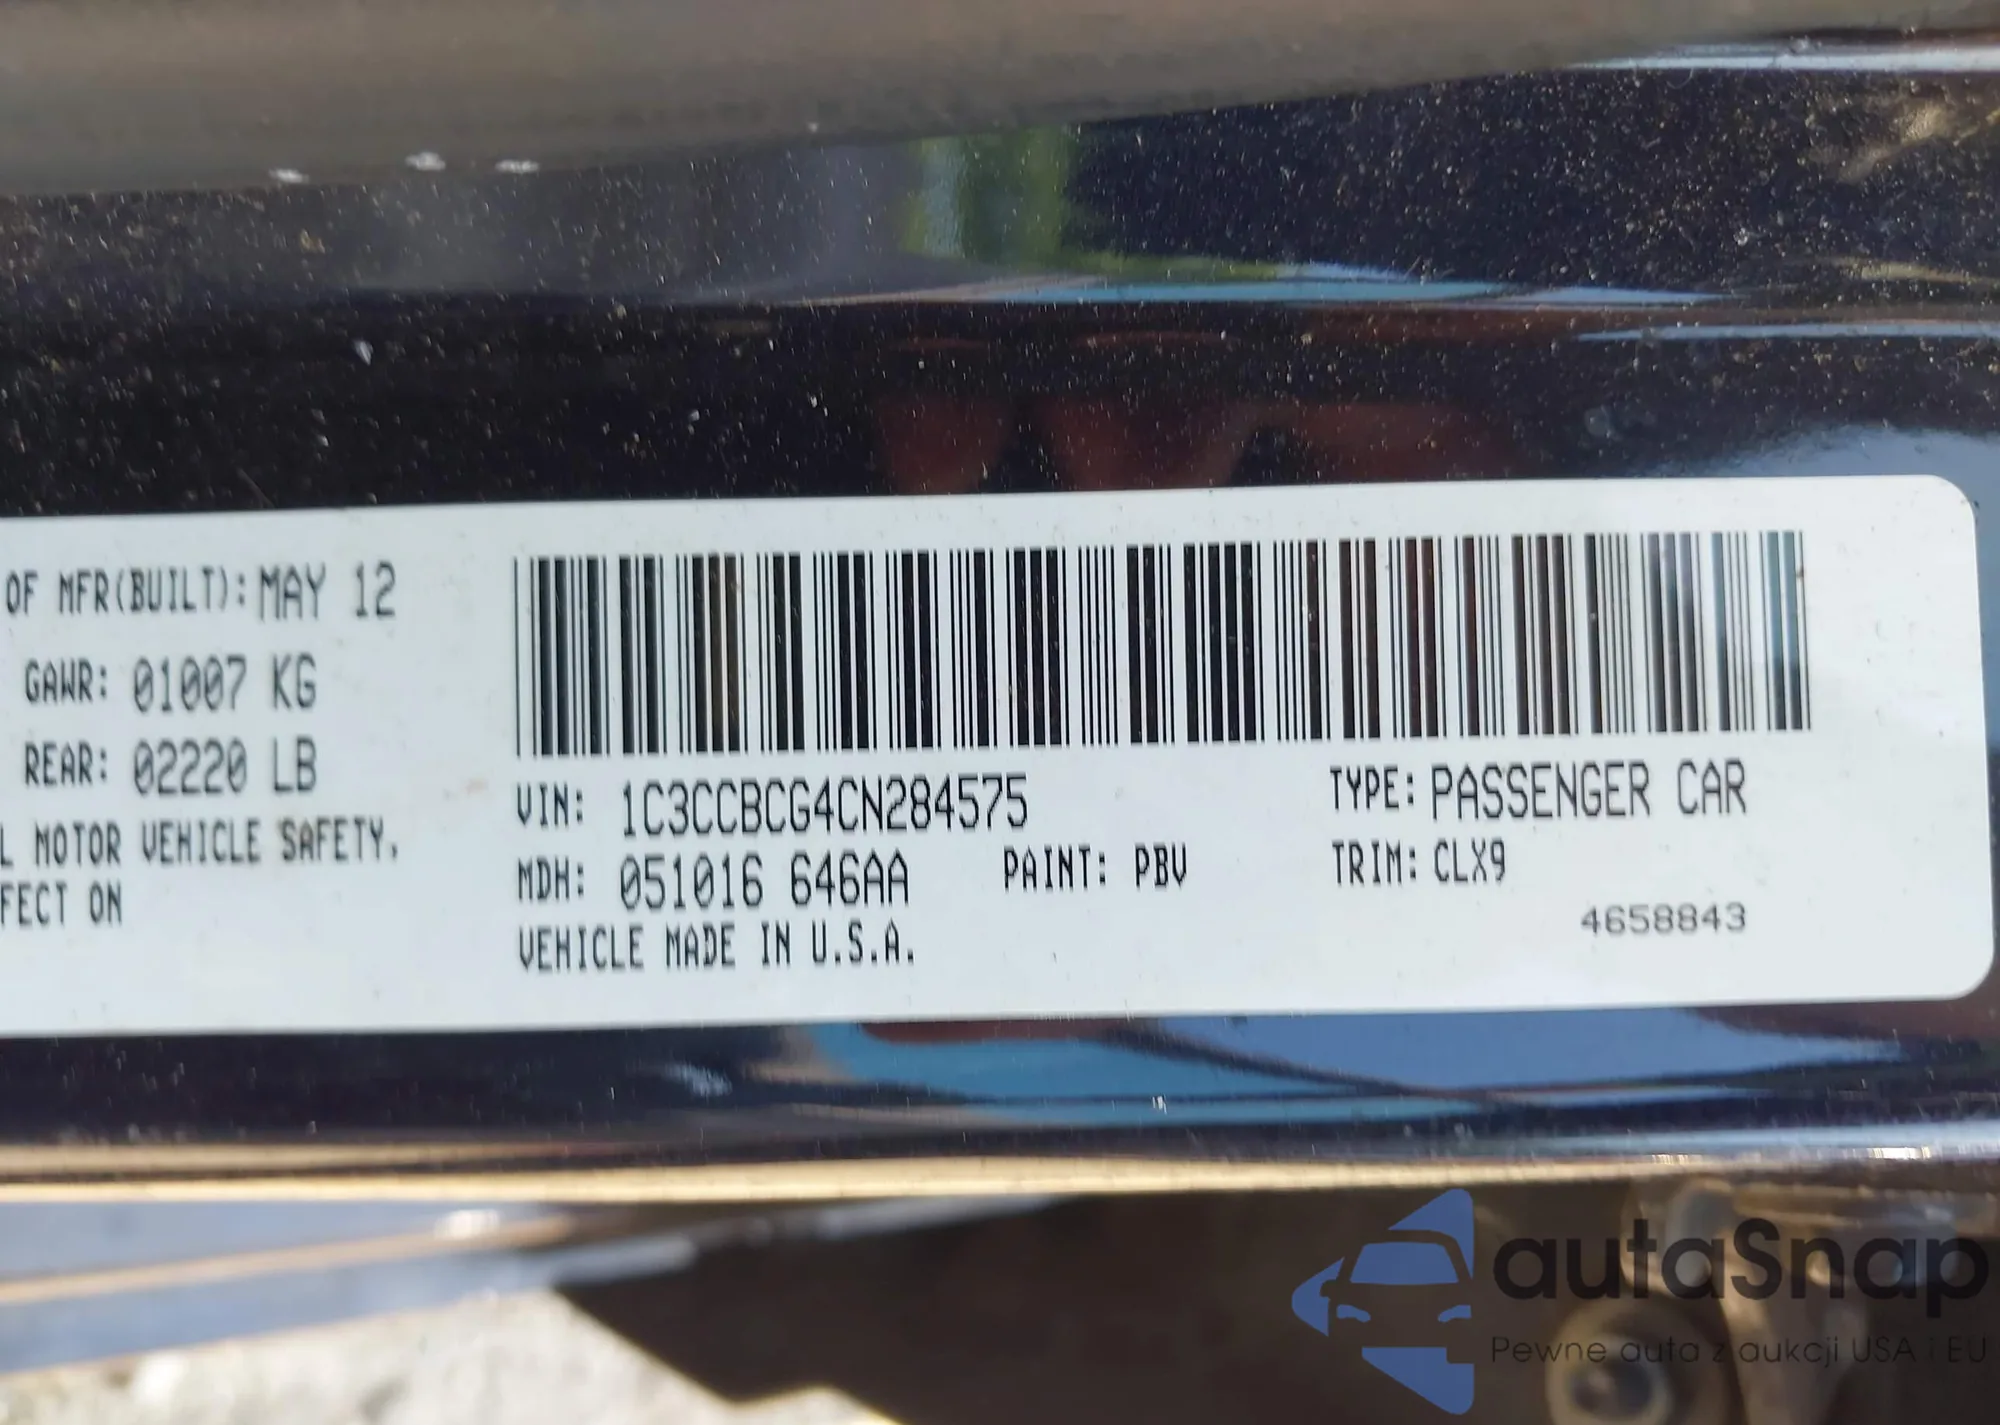 OF MFR(BUILT): MAY 12
GAWR: 01007 KG
REAR: 02220 LB
L MOTOR VEHICLE SAFETY,
FECT ON
VIN: 1C3CCBCG4CN284575
TYPE: PASSENGER CAR
MDH: 051016 646AA
PAINT: PBV
TRIM: CLX9
VEHICLE MADE IN U.S.A.
4658843
autaSnap
Pewne auta z aukcji USA i EU